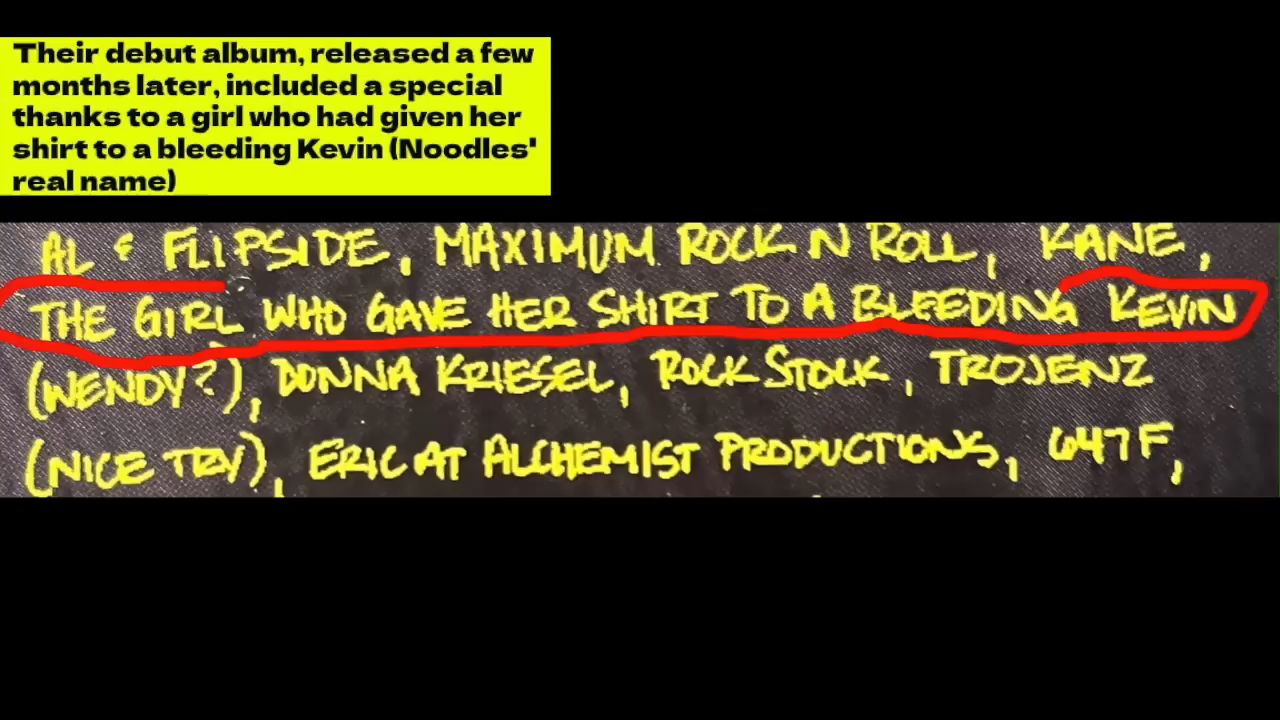 Their debut album, released a few
months later, included a special
thanks to a girl who had given her
shirt to a bleeding Kevin (Noodles'
real name)
AL & FLIPSIDE, MAXIMUM ROCK N ROLL, KANE,
THE GIRL WHO GAVE HER SHIRT TO A BLEEDING KEVIN
(WENDY?), DONNA KRIESEL, ROCK STOCK, TROJENZ
(NICE TRY), ERIC AT ALCHEMIST PRODUCTIONS, 647F,